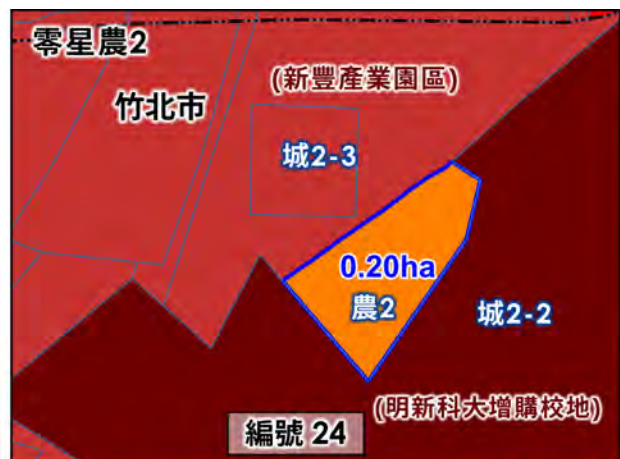 零星農2
竹北市
(新豐產業園區)
城2-3
0.20ha
農2
城2-2
(明新科大增購校地)
編號 24